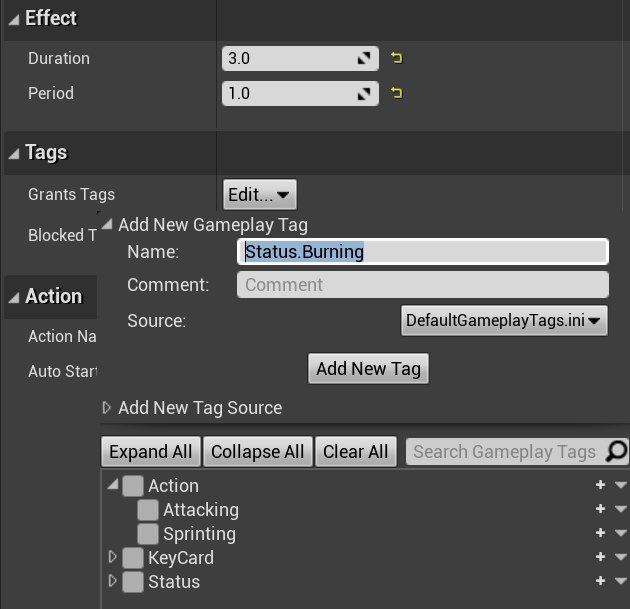 Effect
Duration 3.0
Period 1.0
Tags
Grants Tags Edit...
Blocked T
Add New Gameplay Tag
Name: Status.Burning
Comment: Comment
Source: DefaultGameplayTags.ini
Action
Action Na
Auto Start
Add New Tag
Add New Tag Source
Expand All Collapse All Clear All Search Gameplay Tags
Action
Attacking
Sprinting
KeyCard
Status